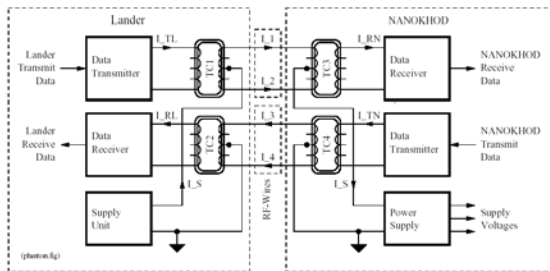 Lander
NANOKHOD
Lander
Transmit
Data
Data
Transmitter
I_TL
TC1
I_1
I_2
TC3
I_RN
Data
Receiver
NANOKHOD
Receive
Data
Lander
Receive
Data
Data
Receiver
I_RL
TC2
I_3
I_4
TC4
I_TN
Data
Transmitter
NANOKHOD
Transmit
Data
Supply
Unit
I_S
RF-Wires
I_S
Power
Supply
Supply
Voltages
(phantom.fig)